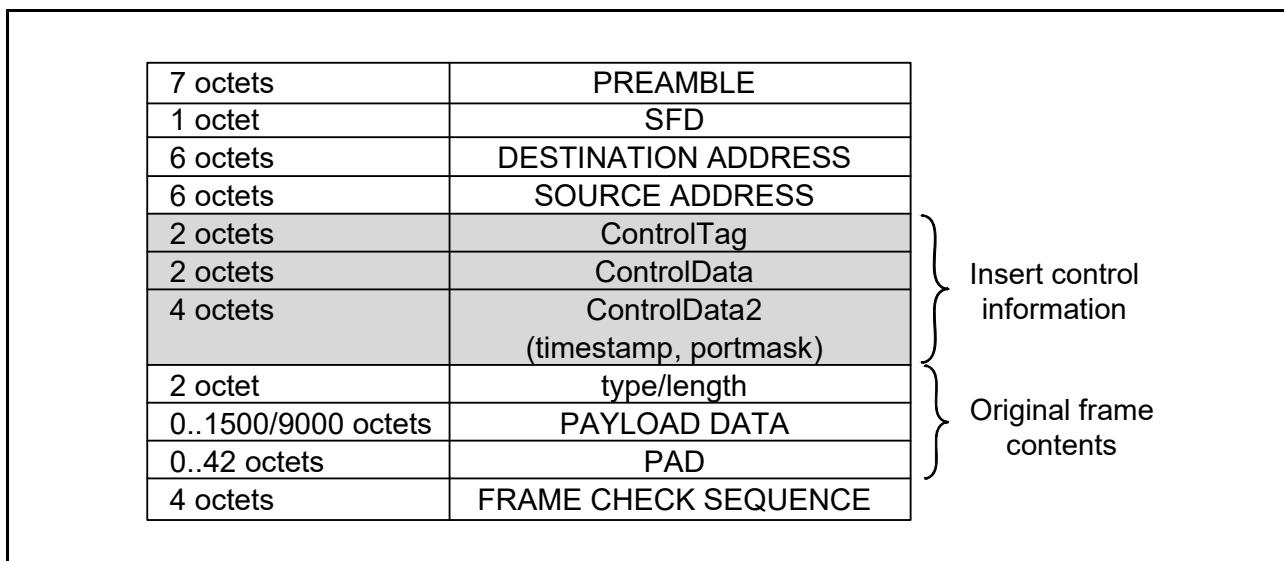 7 octets PREAMBLE
1 octet SFD
6 octets DESTINATION ADDRESS
6 octets SOURCE ADDRESS
2 octets ControlTag
2 octets ControlData
4 octets ControlData2
(timestamp, portmask)
Insert control
information
2 octet type/length
0..1500/9000 octets PAYLOAD DATA
0..42 octets PAD
Original frame
contents
4 octets FRAME CHECK SEQUENCE